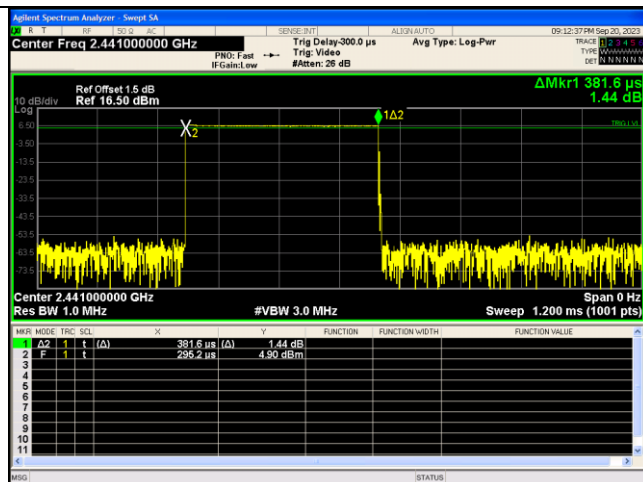 Agilent Spectrum Analyzer - Swept SA
R T RF 50 Ω AC SENSE:INT ALIGN AUTO 09:12:37 PM Sep 20, 2023
Center Freq 2.441000000 GHz Trig Delay-300.0 µs Avg Type: Log-Pwr TRACE 1 2 3 4 5 6
PNO: Fast Trig: Video TYPE W
IFGain:Low #Atten: 26 dB DET N N N N N N
ΔMkr1 381.6 µs
Ref Offset 1.5 dB
10 dB/div Ref 16.50 dBm 1.44 dB
Log
1Δ2
6.50 2 TRIG LVL
-3.50
-13.5
-23.5
-33.5
-43.5
-53.5
-63.5
-73.5
Center 2.441000000 GHz Span 0 Hz
Res BW 1.0 MHz #VBW 3.0 MHz Sweep 1.200 ms (1001 pts)
MKR MODE TRC SCL X Y FUNCTION FUNCTION WIDTH FUNCTION VALUE
1 Δ2 1 t (Δ) 381.6 µs (Δ) 1.44 dB
2 F 1 t 295.2 µs 4.90 dBm
3
4
5
6
7
8
9
10
11
MSG STATUS